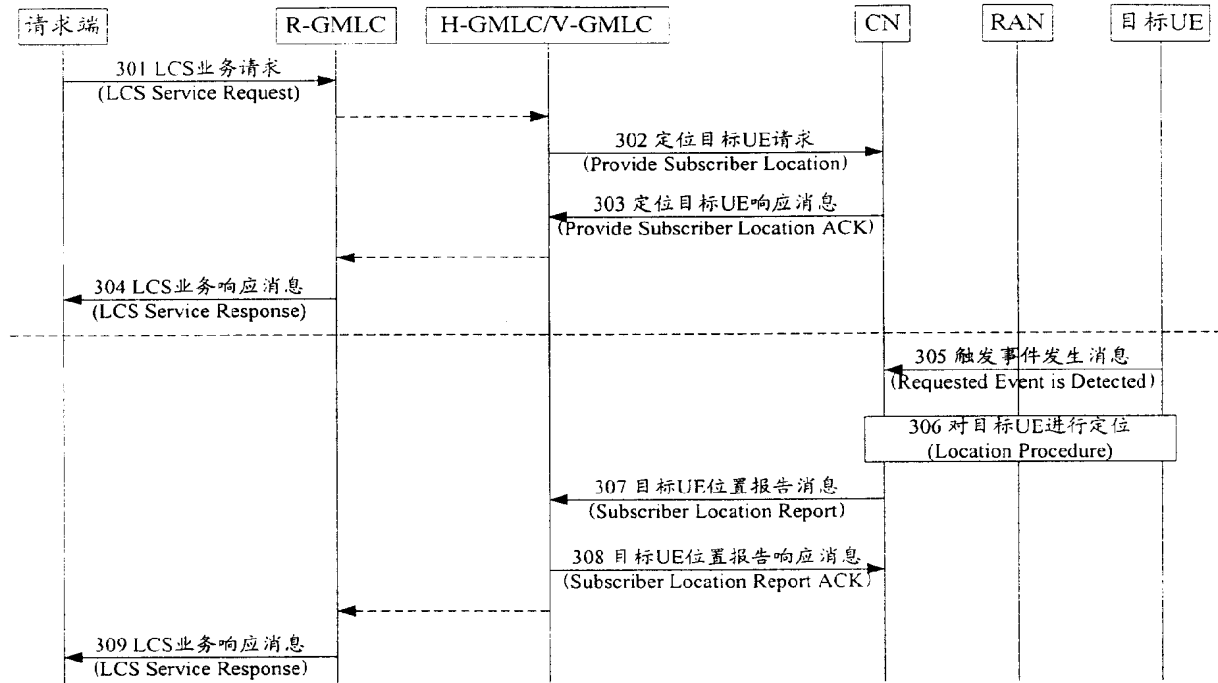 请求端
R-GMLC
H-GMLC/V-GMLC
CN
RAN
目标UE
301 LCS业务请求
(LCS Service Request)
302 定位目标UE请求
(Provide Subscriber Location)
303 定位目标UE响应消息
(Provide Subscriber Location ACK)
304 LCS业务响应消息
(LCS Service Response)
305 触发事件发生消息
(Requested Event is Detected)
306 对目标UE进行定位
(Location Procedure)
307 目标UE位置报告消息
(Subscriber Location Report)
308 目标UE位置报告响应消息
(Subscriber Location Report ACK)
309 LCS业务响应消息
(LCS Service Response)